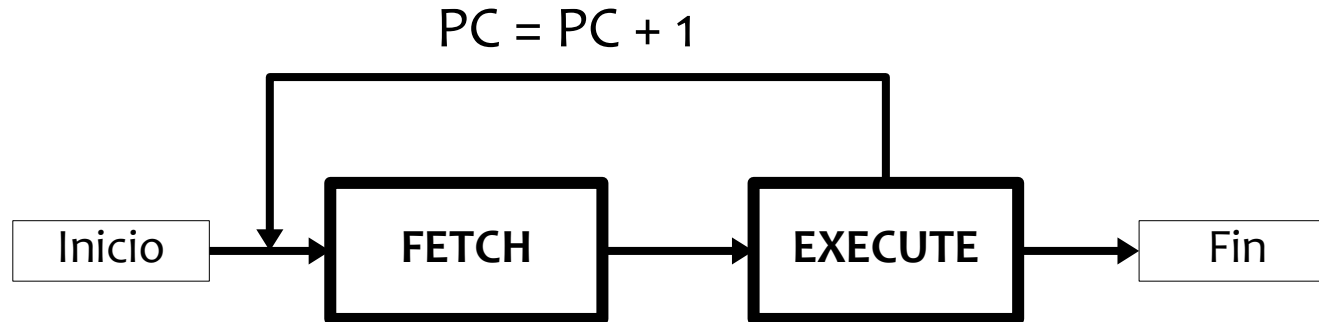 PC = PC + 1
Inicio
FETCH
EXECUTE
Fin